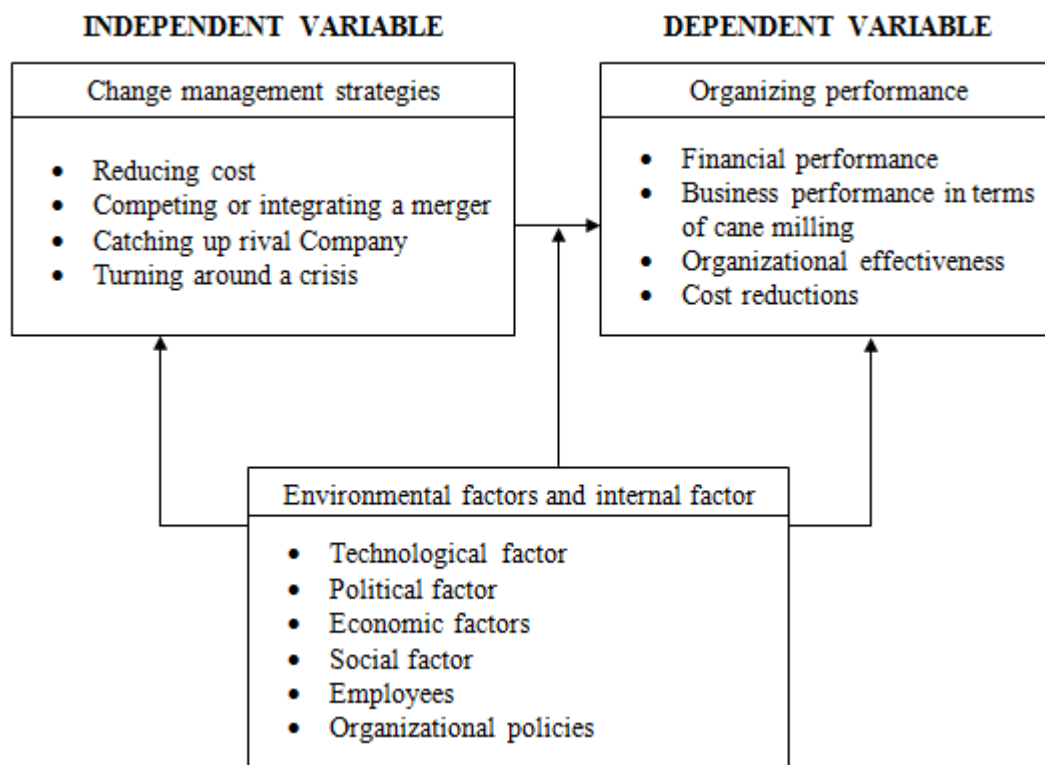 INDEPENDENT VARIABLE
Change management strategies
• Reducing cost
• Competing or integrating a merger
• Catching up rival Company
• Turning around a crisis
DEPENDENT VARIABLE
Organizing performance
• Financial performance
• Business performance in terms
of cane milling
• Organizational effectiveness
• Cost reductions
Environmental factors and internal factor
• Technological factor
• Political factor
• Economic factors
• Social factor
• Employees
• Organizational policies